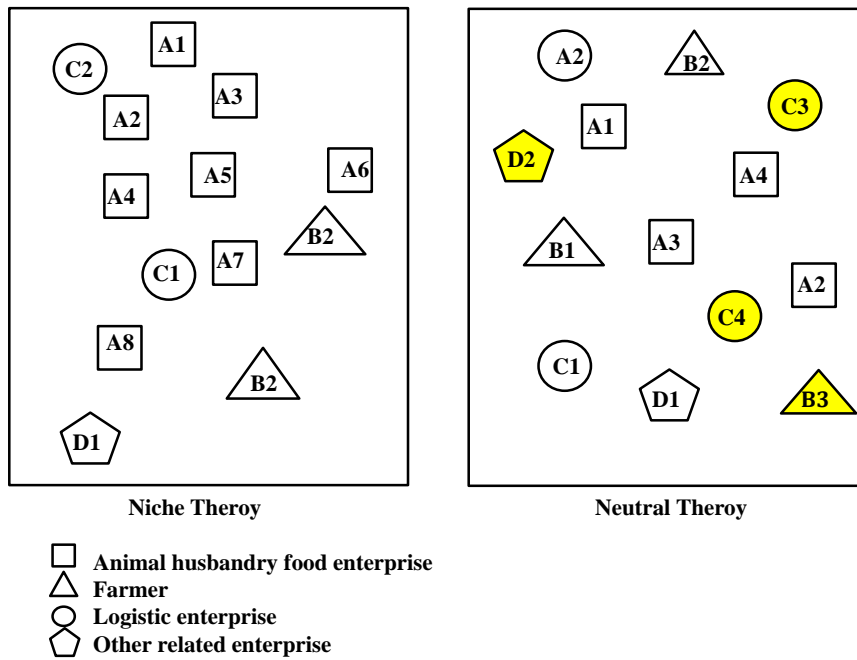 A1
C2
A3
A2
A5
A6
A4
B2
A7
C1
A8
B2
D1
Niche Theroy
A2
B2
C3
A1
D2
A4
A3
B1
A2
C4
C1
D1
B3
Neutral Theroy
Animal husbandry food enterprise
Farmer
Logistic enterprise
Other related enterprise